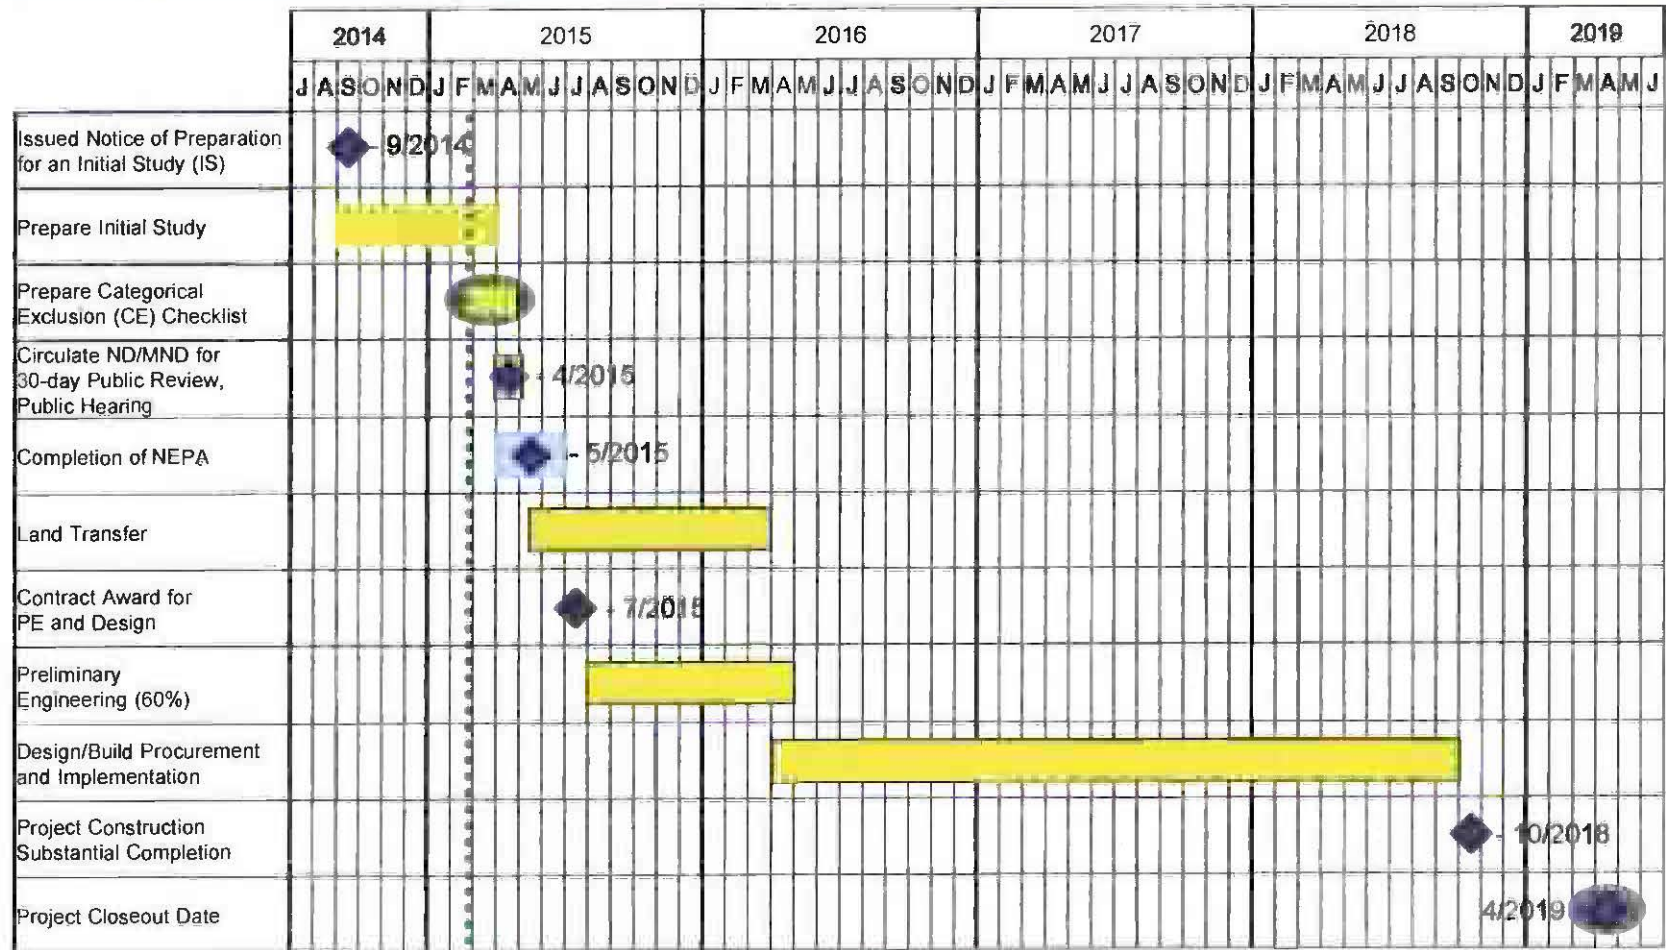 2014 2015 2016 2017 2018 2019
J A S O N D J F M A M J J A S O N D J F M A M J J A S O N D J F M A M J J A S O N D J F M A M J J A S O N D J F M A M J
Issued Notice of Preparation
for an Initial Study (IS)
- 9/2014
Prepare Initial Study
Prepare Categorical
Exclusion (CE) Checklist
Circulate ND/MND for
30-day Public Review,
Public Hearing
- 4/2015
Completion of NEPA
- 5/2015
Land Transfer
Contract Award for
PE and Design
- 7/2015
Preliminary
Engineering (60%)
Design/Build Procurement
and Implementation
Project Construction
Substantial Completion
- 10/2018
Project Closeout Date
4/2019